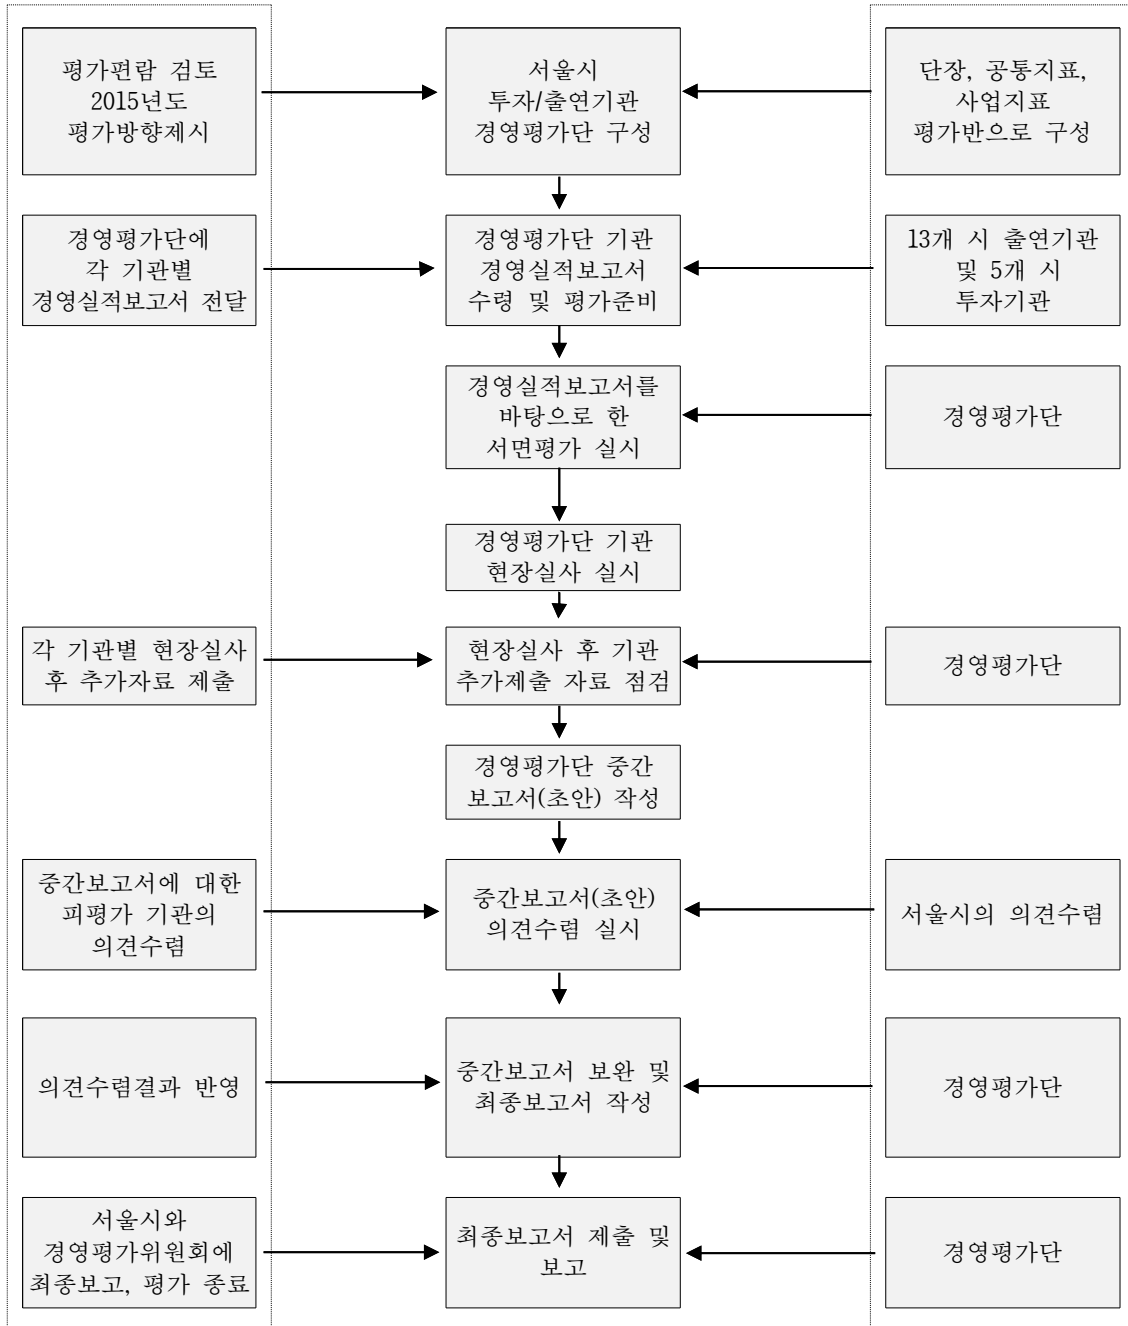 평가편람 검토
2015년도
평가방향제시
서울시
투자/출연기관
경영평가단 구성
단장, 공통지표,
사업지표
평가반으로 구성
경영평가단에
각 기관별
경영실적보고서 전달
경영평가단 기관
경영실적보고서
수령 및 평가준비
13개 시 출연기관
및 5개 시
투자기관
경영실적보고서를
바탕으로 한
서면평가 실시
경영평가단
경영평가단 기관
현장실사 실시
각 기관별 현장실사
후 추가자료 제출
현장실사 후 기관
추가제출 자료 점검
경영평가단
경영평가단 중간
보고서(초안) 작성
중간보고서에 대한
피평가 기관의
의견수렴
중간보고서(초안)
의견수렴 실시
서울시의 의견수렴
의견수렴결과 반영
중간보고서 보완 및
최종보고서 작성
경영평가단
서울시와
경영평가위원회에
최종보고, 평가 종료
최종보고서 제출 및
보고
경영평가단